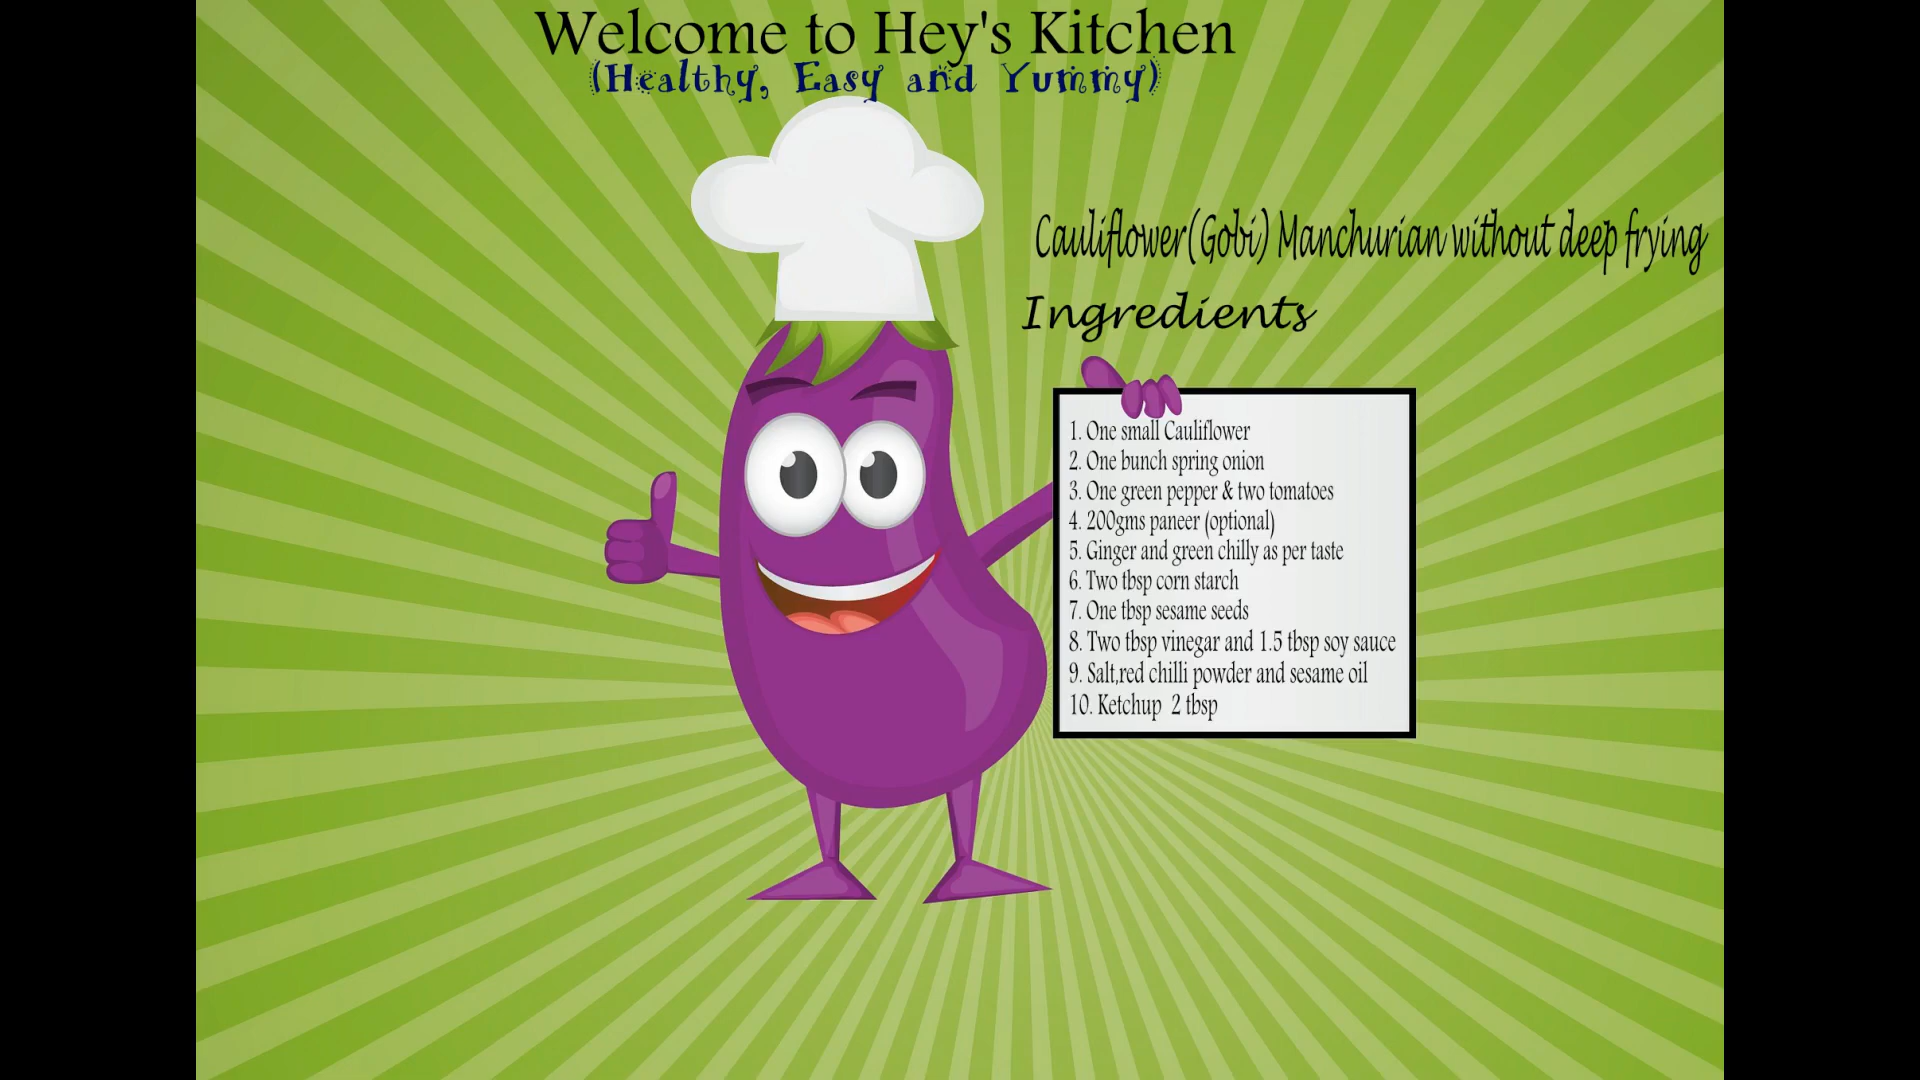 Welcome to Hey's Kitchen
(Healthy, Easy and Yummy)
Cauliflower(Gobi) Manchurian without deep frying
Ingredients
1. One small Cauliflower
2. One bunch spring onion
3. One green pepper & two tomatoes
4. 200gms paneer (optional)
5. Ginger and green chilly as per taste
6. Two tbsp corn starch
7. One tbsp sesame seeds
8. Two tbsp vinegar and 1.5 tbsp soy sauce
9. Salt,red chilli powder and sesame oil
10. Ketchup 2 tbsp